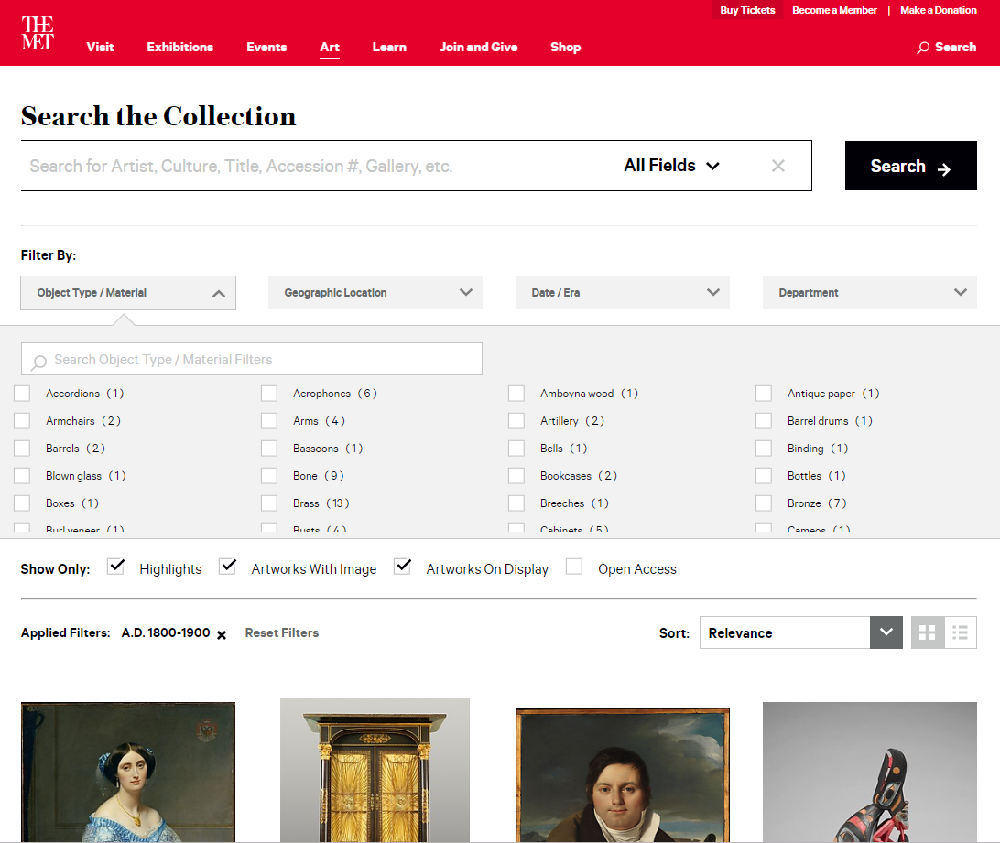 Buy Tickets Become a Member | Make a Donation
THE
MET
Visit Exhibitions Events Art Learn Join and Give Shop Search
Search the Collection
Search for Artist, Culture, Title, Accession #, Gallery, etc. All Fields Search
Filter By:
Object Type / Material Geographic Location Date / Era Department
Search Object Type / Material Filters
Accordions (1) Aerophones (6) Amboyna wood (1) Antique paper (1)
Armchairs (2) Arms (4) Artillery (2) Barrel drums (1)
Barrels (2) Bassoons (1) Bells (1) Binding (1)
Blown glass (1) Bone (9) Bookcases (2) Bottles (1)
Boxes (1) Brass (13) Breeches (1) Bronze (7)
Burl veneer (1) Busts (4) Cabinets (5) Cameos (1)
Show Only: Highlights Artworks With Image Artworks On Display Open Access
Applied Filters: A.D. 1800-1900 Reset Filters Sort: Relevance